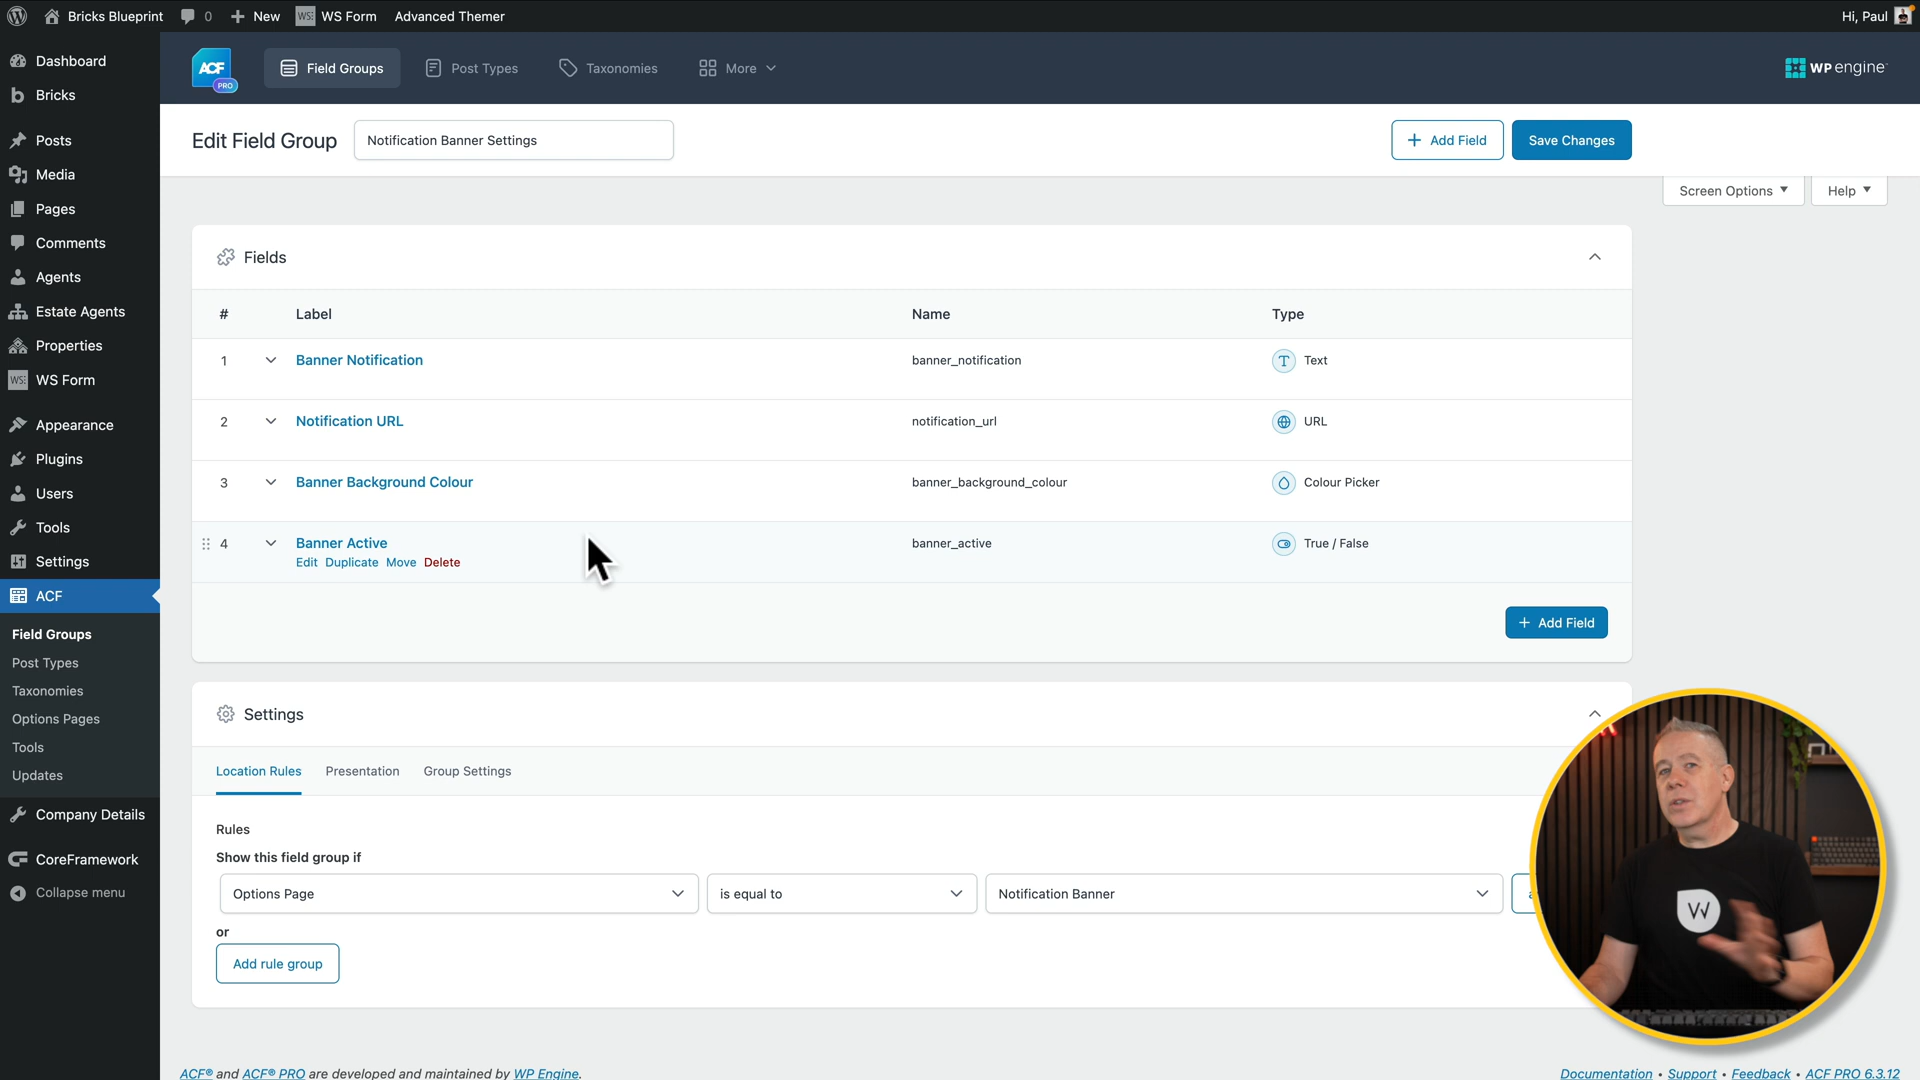 Bricks Blueprint
0
New
WS Form
Advanced Themer
Hi, Paul
Dashboard
Bricks
Posts
Media
Pages
Comments
Agents
Estate Agents
Properties
WS Form
Appearance
Plugins
Users
Tools
Settings
ACF
Field Groups
Post Types
Taxonomies
Options Pages
Tools
Updates
Company Details
CoreFramework
Collapse menu
ACF PRO
Field Groups
Post Types
Taxonomies
More
WP engine
Edit Field Group
Notification Banner Settings
+ Add Field
Save Changes
Screen Options
Help
Fields
# Label Name Type
1 Banner Notification banner_notification Text
2 Notification URL notification_url URL
3 Banner Background Colour banner_background_colour Colour Picker
4 Banner Active banner_active True / False
Edit Duplicate Move Delete
+ Add Field
Settings
Location Rules Presentation Group Settings
Rules
Show this field group if
Options Page is equal to Notification Banner
or
Add rule group
W
ACF® and ACF® PRO are developed and maintained by WP Engine.
Documentation • Support • Feedback • ACF PRO 6.3.12